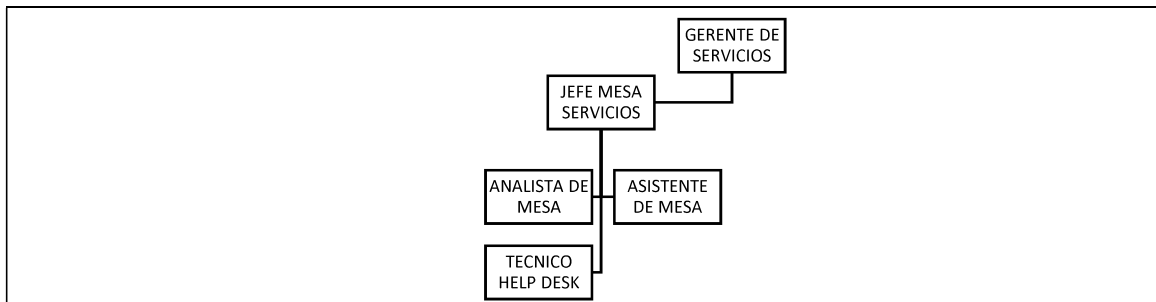 GERENTE DE
SERVICIOS
JEFE MESA
SERVICIOS
ANALISTA DE
MESA
ASISTENTE
DE MESA
TECNICO
HELP DESK